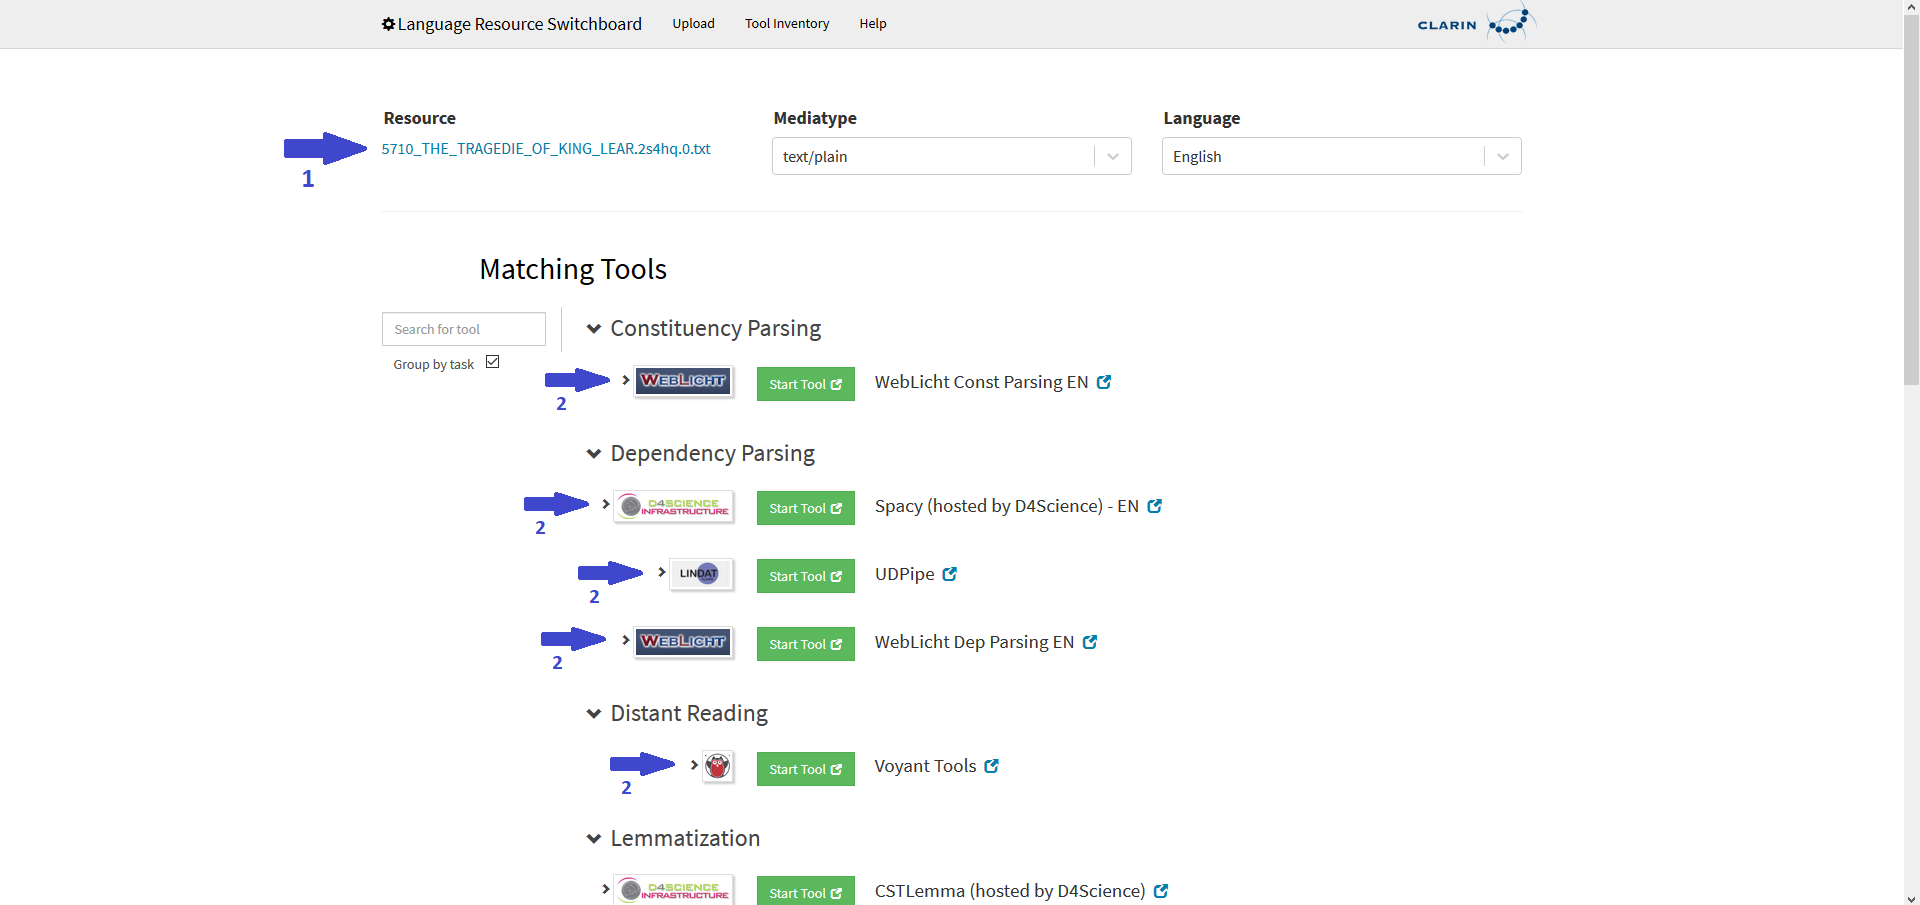 Language Resource Switchboard Upload Tool Inventory Help CLARIN
Resource Mediatype Language
5710_THE_TRAGEDIE_OF_KING_LEAR.2s4hq.0.txt text/plain English
1
Matching Tools
Search for tool
Group by task
Constituency Parsing
WEBLICHT Start Tool WebLicht Const Parsing EN
2
Dependency Parsing
D4SCIENCE INFRASTRUCTURE Start Tool Spacy (hosted by D4Science) - EN
2
LINDAT Start Tool UDPipe
2
WEBLICHT Start Tool WebLicht Dep Parsing EN
2
Distant Reading
Start Tool Voyant Tools
2
Lemmatization
D4SCIENCE INFRASTRUCTURE Start Tool CSTLemma (hosted by D4Science)